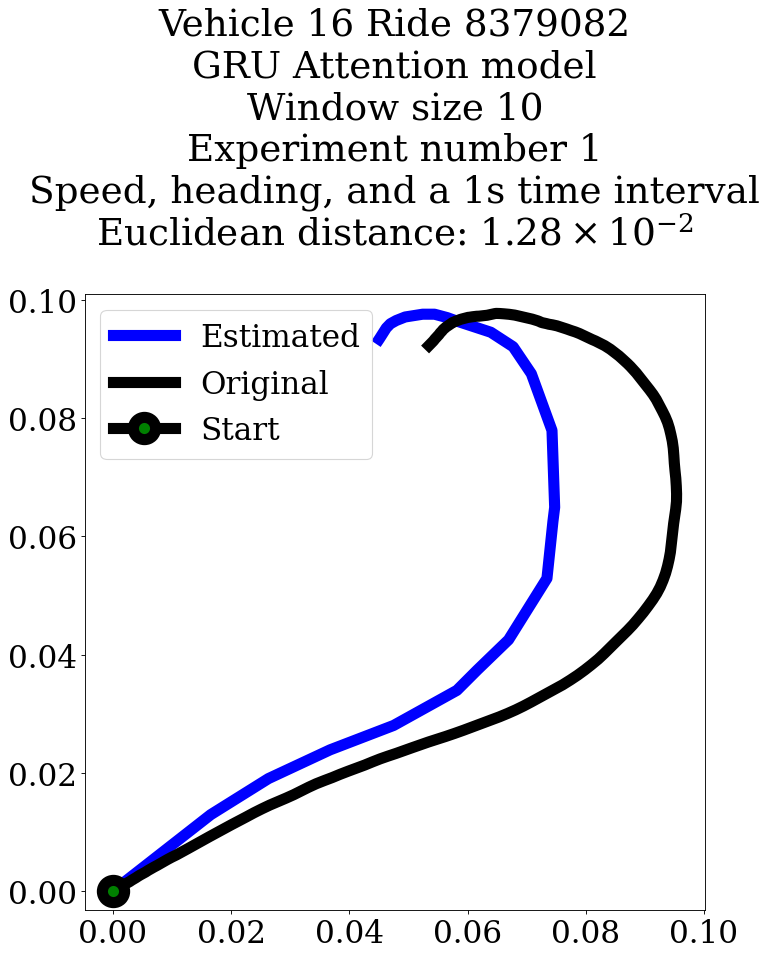 Vehicle 16 Ride 8379082
GRU Attention model
Window size 10
Experiment number 1
Speed, heading, and a 1s time interval
Euclidean distance: 1.28 × 10⁻²
0.10
0.08
0.06
0.04
0.02
0.00
Estimated
Original
Start
0.00 0.02 0.04 0.06 0.08 0.10